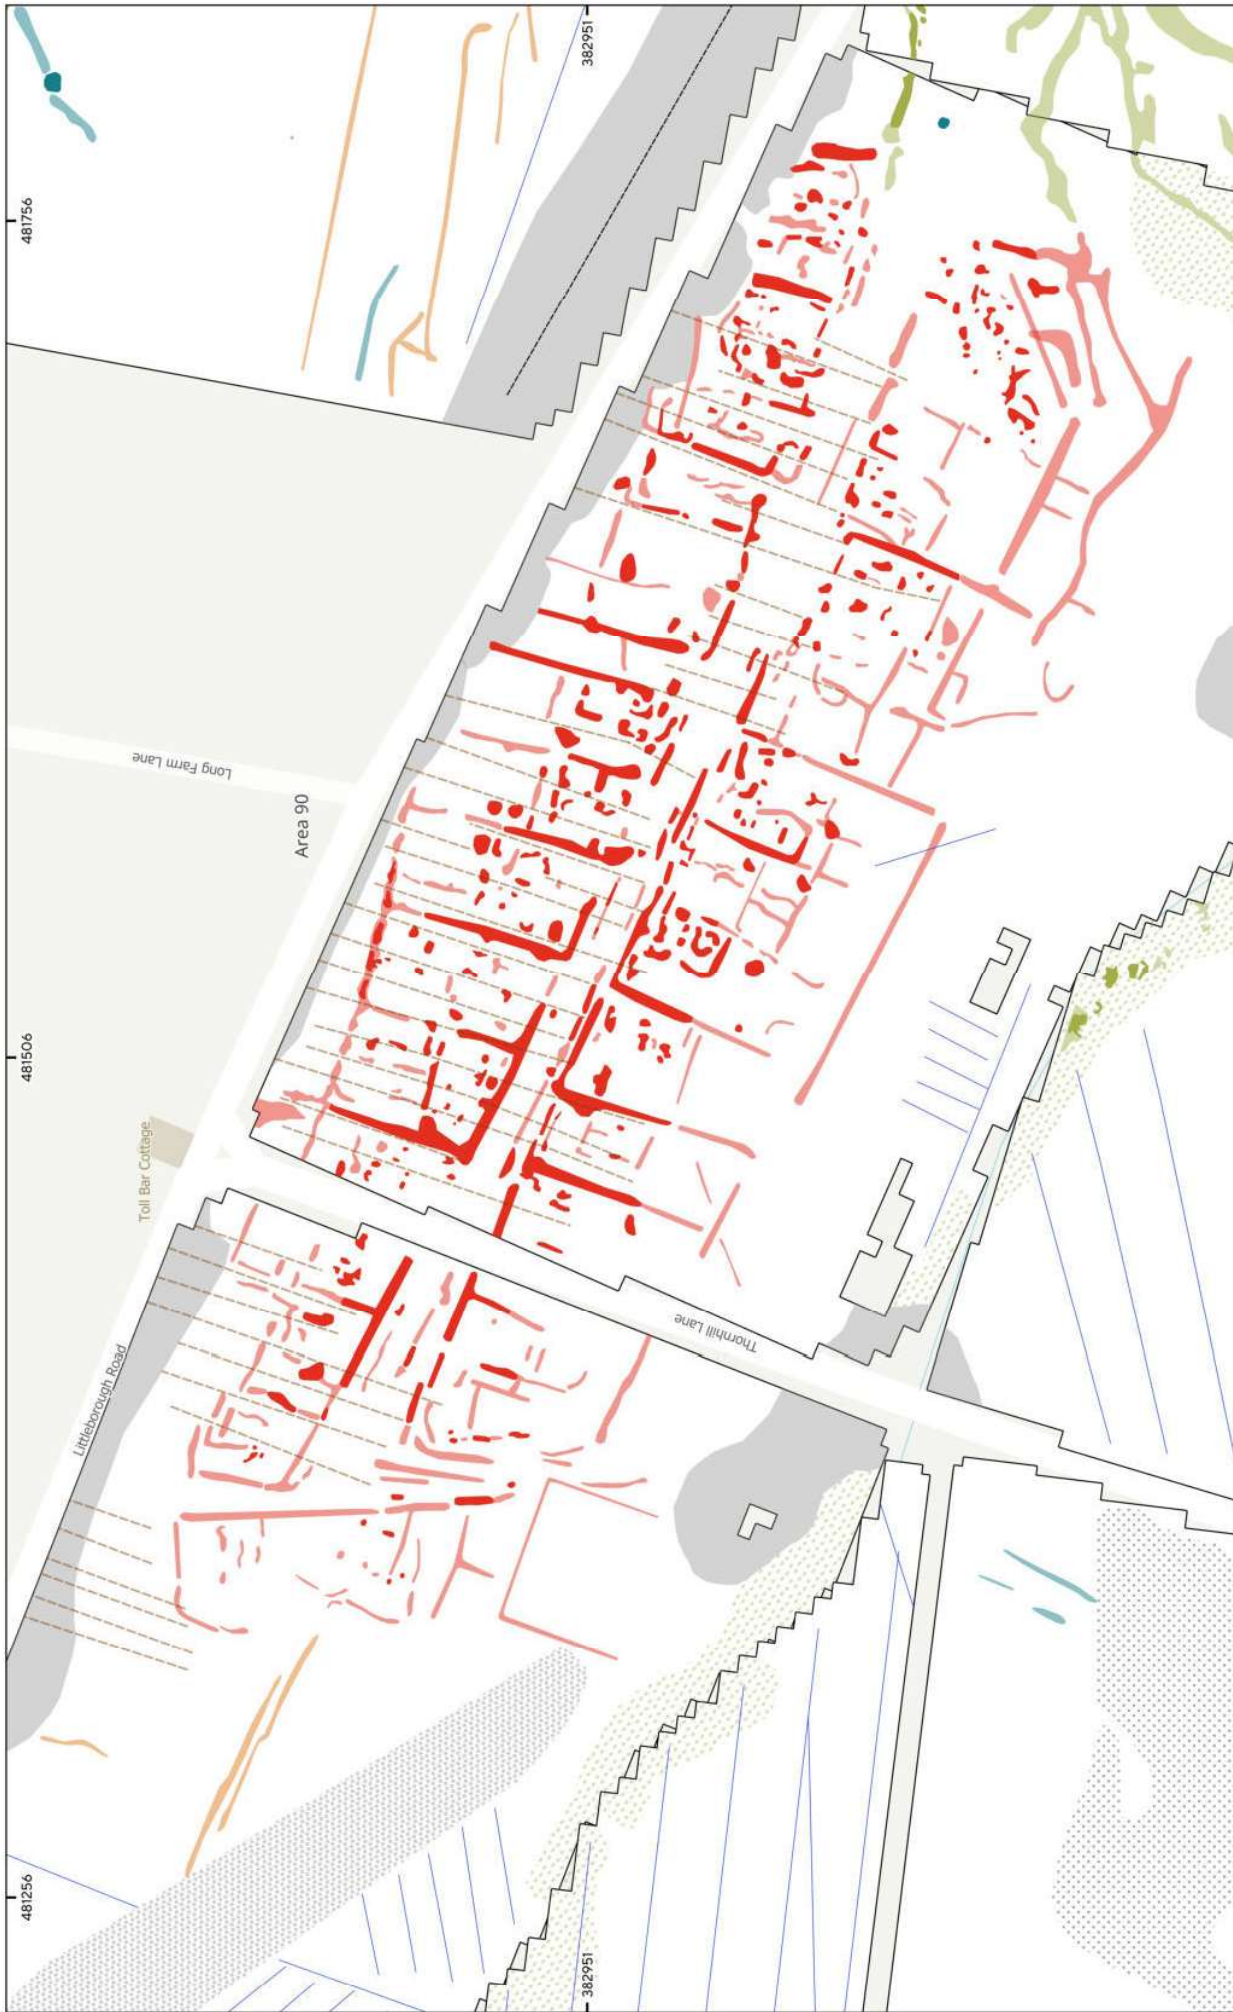 382951
481756
Long Farm Lane
Area 90
481506
Toll Bar Cottage
Thornhill Lane
Littleborough Road
481256
382951